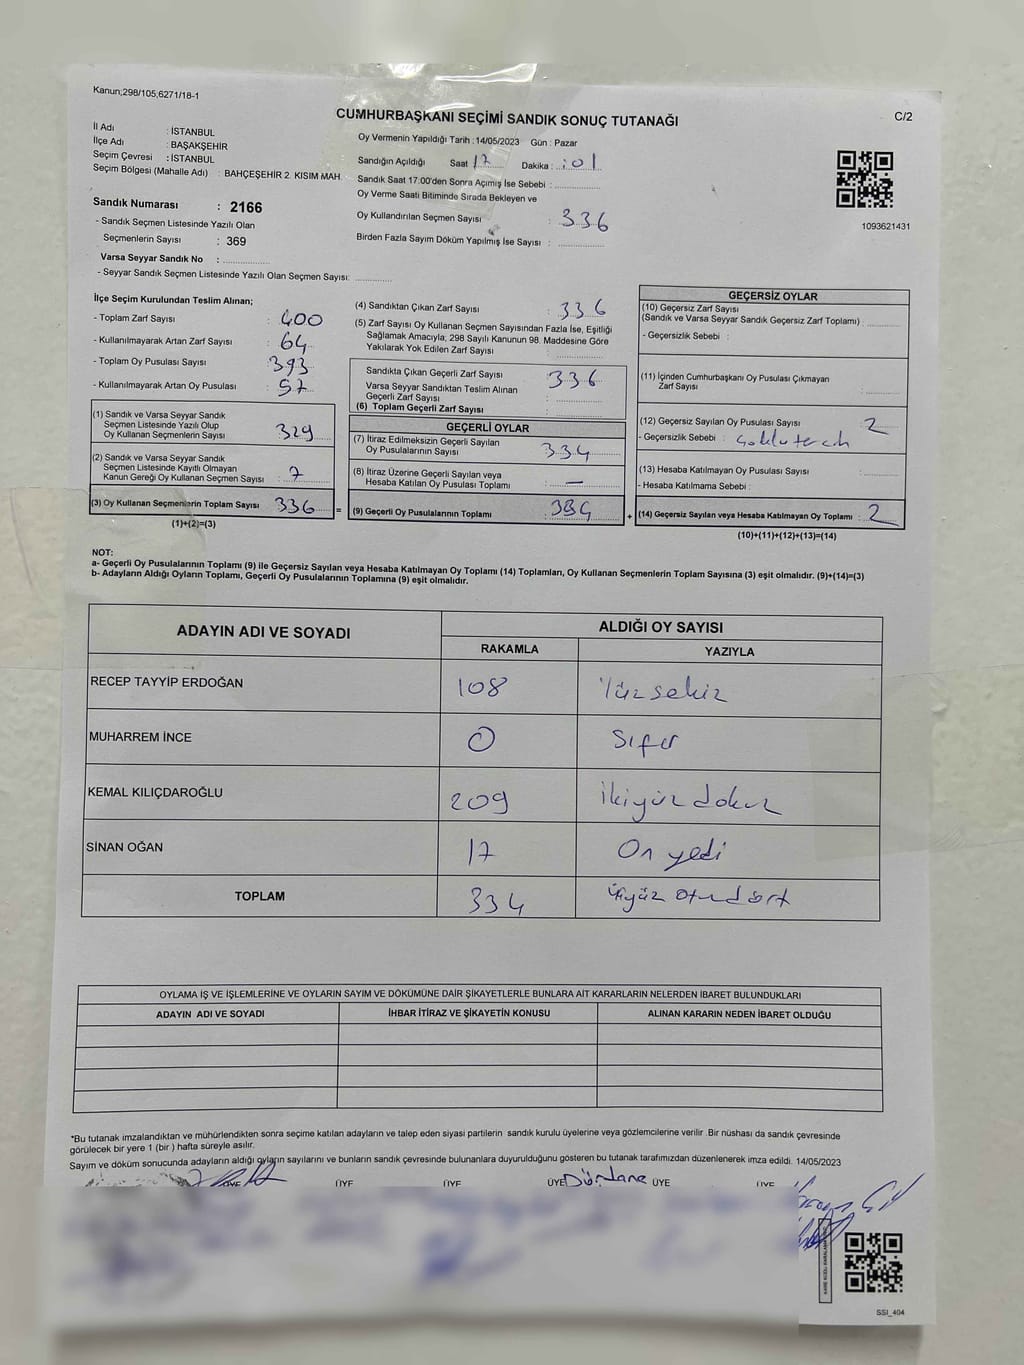 Kanun;298/105;6271/18-1
CUMHURBAŞKANI SEÇİMİ SANDIK SONUÇ TUTANAĞI
C/2
İl Adı : İSTANBUL
İlçe Adı : BAŞAKŞEHİR
Seçim Çevresi : İSTANBUL
Seçim Bölgesi (Mahalle Adı) : BAHÇEŞEHİR 2. KISIM MAH.
Sandık Numarası : 2166
- Sandık Seçmen Listesinde Yazılı Olan
Seçmenlerin Sayısı : 369
Varsa Seyyar Sandık No :
- Seyyar Sandık Seçmen Listesinde Yazılı Olan Seçmen Sayısı:
Oy Vermenin Yapıldığı Tarih : 14/05/2023 Gün : Pazar
Sandığın Açıldığı Saat 17 Dakika : 01
Sandık Saat 17.00'den Sonra Açımış İse Sebebi :
Oy Verme Saati Bitiminde Sırada Bekleyen ve
Oy Kullandırılan Seçmen Sayısı : 336
Birden Fazla Sayım Döküm Yapılmış İse Sayısı :
1093621431
İlçe Seçim Kurulundan Teslim Alınan;
- Toplam Zarf Sayısı : 400
- Kullanılmayarak Artan Zarf Sayısı : 64
- Toplam Oy Pusulası Sayısı : 393
- Kullanılmayarak Artan Oy Pusulası : 57
(1) Sandık ve Varsa Seyyar Sandık
Seçmen Listesinde Yazılı Olup
Oy Kullanan Seçmenlerin Sayısı : 329
(2) Sandık ve Varsa Seyyar Sandık
Seçmen Listesinde Kayıtlı Olmayan
Kanun Gereği Oy Kullanan Seçmen Sayısı : 7
(3) Oy Kullanan Seçmenlerin Toplam Sayısı 336 =
(1)+(2)=(3)
(4) Sandıktan Çıkan Zarf Sayısı : 336
(5) Zarf Sayısı Oy Kullanan Seçmen Sayısından Fazla İse, Eşitliği
Sağlamak Amacıyla; 298 Sayılı Kanunun 98. Maddesine Göre
Yakılarak Yok Edilen Zarf Sayısı :
Sandıkta Çıkan Geçerli Zarf Sayısı : 336
Varsa Seyyar Sandıktan Teslim Alınan
Geçerli Zarf Sayısı :
(6) Toplam Geçerli Zarf Sayısı :
GEÇERLİ OYLAR
(7) İtiraz Edilmeksizin Geçerli Sayılan
Oy Pusulalarının Sayısı : 334
(8) İtiraz Üzerine Geçerli Sayılan veya
Hesaba Katılan Oy Pusulası Toplamı : —
(9) Geçerli Oy Pusulalarının Toplamı : 334 +
GEÇERSİZ OYLAR
(10) Geçersiz Zarf Sayısı
(Sandık ve Varsa Seyyar Sandık Geçersiz Zarf Toplamı) :
- Geçersizlik Sebebi :
(11) İçinden Cumhurbaşkanı Oy Pusulası Çıkmayan
Zarf Sayısı :
(12) Geçersiz Sayılan Oy Pusulası Sayısı : 2
- Geçersizlik Sebebi :
(13) Hesaba Katılmayan Oy Pusulası Sayısı :
- Hesaba Katılmama Sebebi :
(14) Geçersiz Sayılan veya Hesaba Katılmayan Oy Toplamı : 2
(10)+(11)+(12)+(13)=(14)
NOT:
a- Geçerli Oy Pusulalarının Toplamı (9) ile Geçersiz Sayılan veya Hesaba Katılmayan Oy Toplamı (14) Toplamları, Oy Kullanan Seçmenlerin Toplam Sayısına (3) eşit olmalıdır. (9)+(14)=(3)
b- Adayların Aldığı Oyların Toplamı, Geçerli Oy Pusulalarının Toplamına (9) eşit olmalıdır.
ADAYIN ADI VE SOYADI ALDIĞI OY SAYISI
RAKAMLA YAZIYLA
RECEP TAYYİP ERDOĞAN 108 Yüz sekiz
MUHARREM İNCE 0 Sıfır
KEMAL KILIÇDAROĞLU 209 İkiyüz dokuz
SİNAN OĞAN 17 On yedi
TOPLAM 334 Üçyüz otuzdört
OYLAMA İŞ VE İŞLEMLERİNE VE OYLARIN SAYIM VE DÖKÜMÜNE DAİR ŞİKAYETLERLE BUNLARA AİT KARARLARIN NELERDEN İBARET BULUNDUKLARI
ADAYIN ADI VE SOYADI İHBAR İTİRAZ VE ŞİKAYETİN KONUSU ALINAN KARARIN NEDEN İBARET OLDUĞU
*Bu tutanak imzalandıktan ve mühürlendikten sonra seçime katılan adayların ve talep eden siyasi partilerin sandık kurulu üyelerine veya gözlemcilerine verilir .Bir nüshası da sandık çevresinde
görülecek bir yere 1 (bir ) hafta süreyle asılır.
Sayım ve döküm sonucunda adayların aldığı oyların sayılarını ve bunların sandık çevresinde bulunanlara duyurulduğunu gösteren bu tutanak tarafımızdan düzenlenerek imza edildi. 14/05/2023
ÜYE ÜYE ÜYE ÜYE Dürdane ÜYE ÜYE
SSI_404